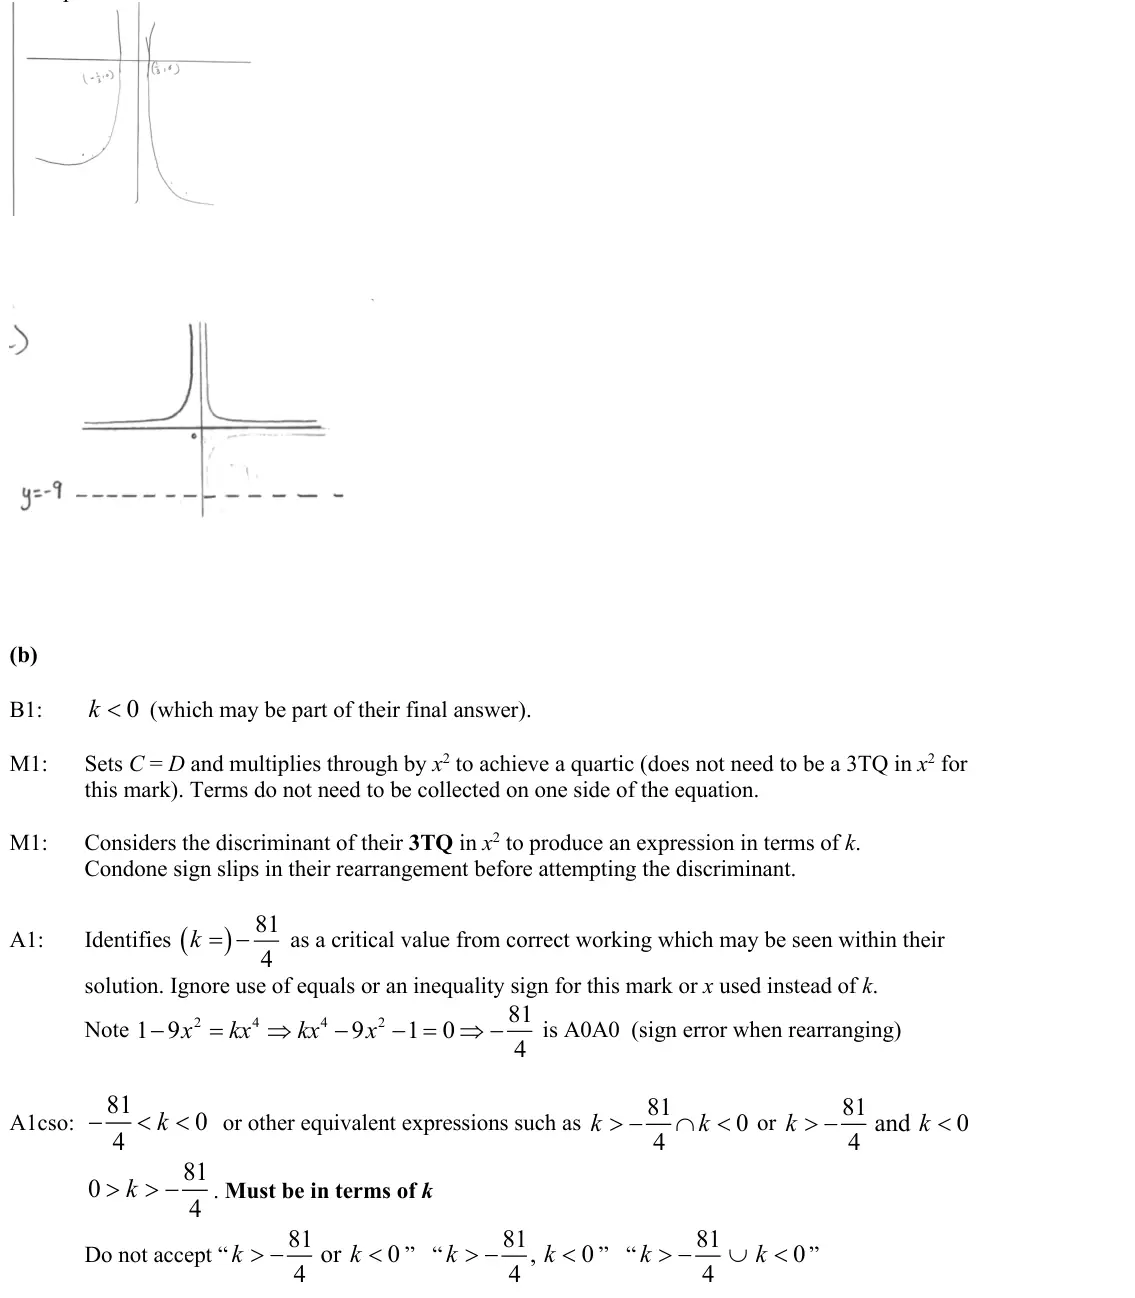 (-⅓,0) (⅓,0)
.)
o
y=-9
(b)
B1: k < 0 (which may be part of their final answer).
M1: Sets C = D and multiplies through by x² to achieve a quartic (does not need to be a 3TQ in x² for
this mark). Terms do not need to be collected on one side of the equation.
M1: Considers the discriminant of their 3TQ in x² to produce an expression in terms of k.
Condone sign slips in their rearrangement before attempting the discriminant.
A1: Identifies (k =) −81/4 as a critical value from correct working which may be seen within their
solution. Ignore use of equals or an inequality sign for this mark or x used instead of k.
Note 1−9x² = kx⁴ ⇒ kx⁴ −9x² −1 = 0 ⇒ −81/4 is A0A0 (sign error when rearranging)
A1cso: −81/4 < k < 0 or other equivalent expressions such as k > −81/4 ∩ k < 0 or k > −81/4 and k < 0
0 > k > −81/4. Must be in terms of k
Do not accept “k > −81/4 or k < 0” “k > −81/4, k < 0” “k > −81/4 ∪ k < 0”